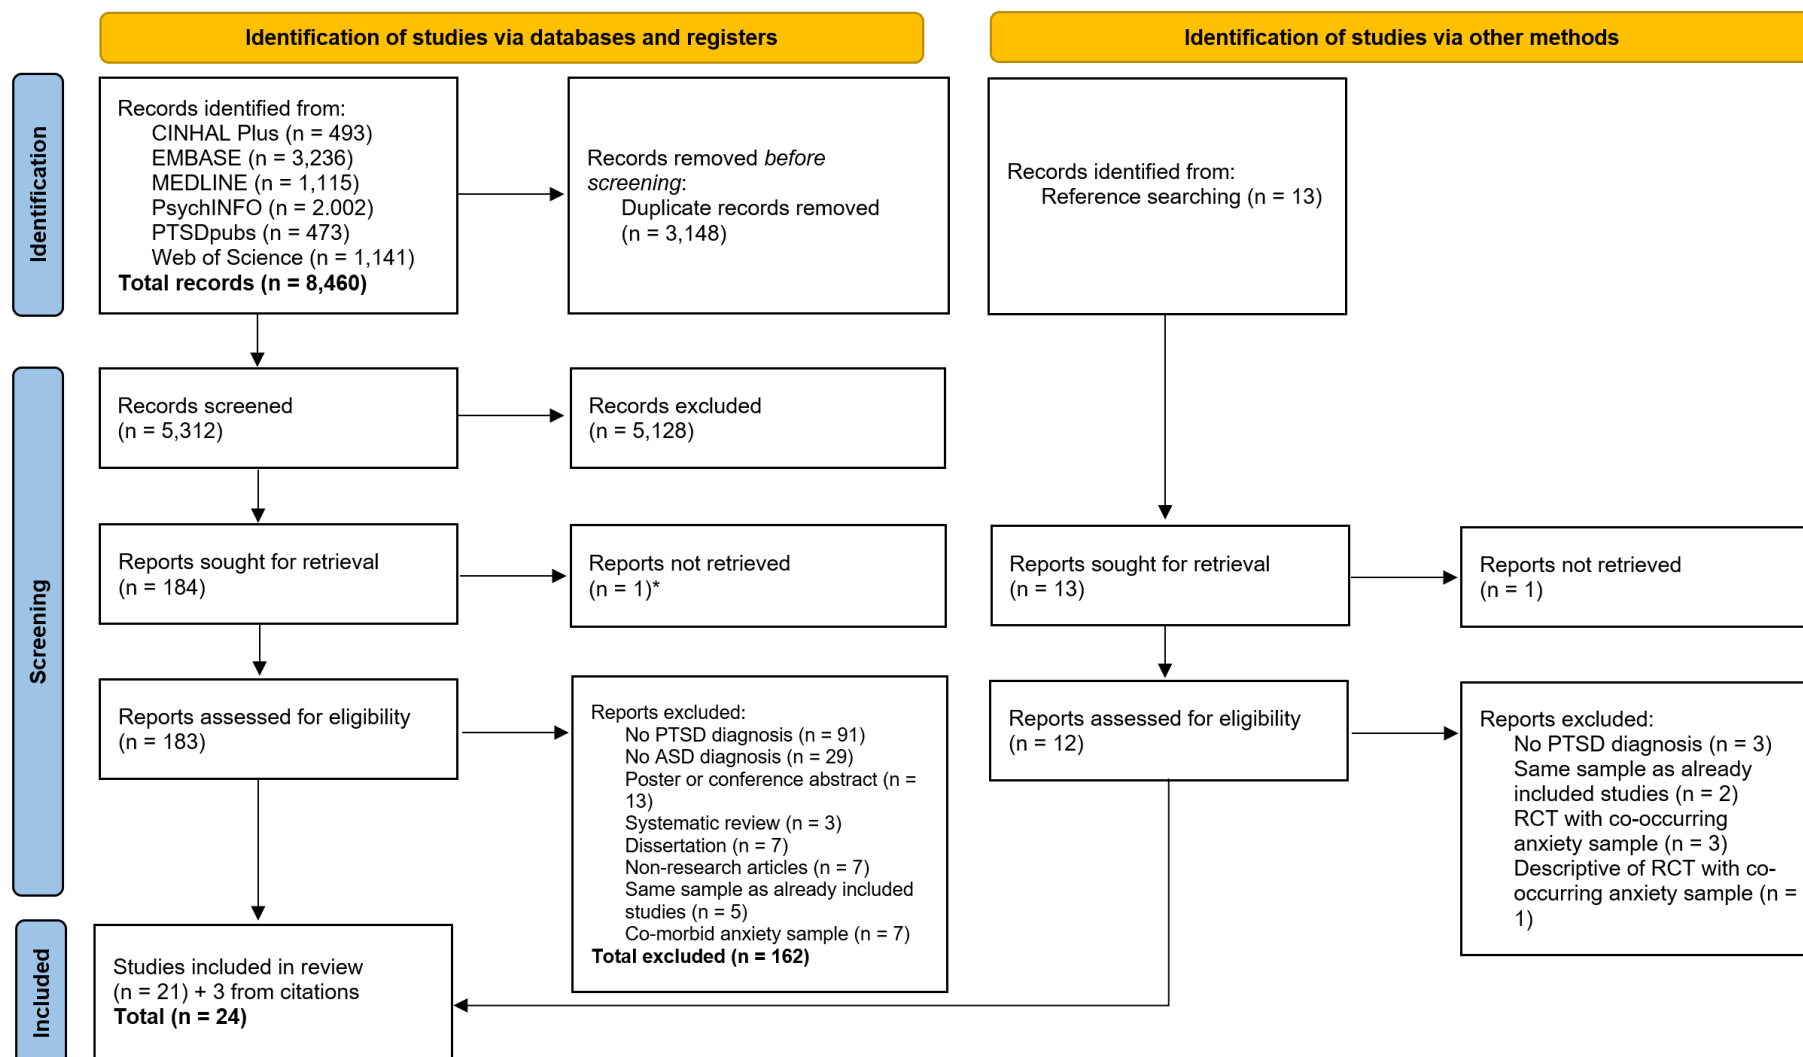 Identification of studies via databases and registers
Identification of studies via other methods
Identification
Records identified from:
CINHAL Plus (n = 493)
EMBASE (n = 3,236)
MEDLINE (n = 1,115)
PsychINFO (n = 2.002)
PTSDpubs (n = 473)
Web of Science (n = 1,141)
Total records (n = 8,460)
Records removed before
screening:
Duplicate records removed
(n = 3,148)
Records identified from:
Reference searching (n = 13)
Screening
Records screened
(n = 5,312)
Records excluded
(n = 5,128)
Reports sought for retrieval
(n = 184)
Reports not retrieved
(n = 1)*
Reports sought for retrieval
(n = 13)
Reports not retrieved
(n = 1)
Reports assessed for eligibility
(n = 183)
Reports excluded:
No PTSD diagnosis (n = 91)
No ASD diagnosis (n = 29)
Poster or conference abstract (n =
13)
Systematic review (n = 3)
Dissertation (n = 7)
Non-research articles (n = 7)
Same sample as already included
studies (n = 5)
Co-morbid anxiety sample (n = 7)
Total excluded (n = 162)
Reports assessed for eligibility
(n = 12)
Reports excluded:
No PTSD diagnosis (n = 3)
Same sample as already
included studies (n = 2)
RCT with co-occurring
anxiety sample (n = 3)
Descriptive of RCT with co-
occurring anxiety sample (n =
1)
Included
Studies included in review
(n = 21) + 3 from citations
Total (n = 24)